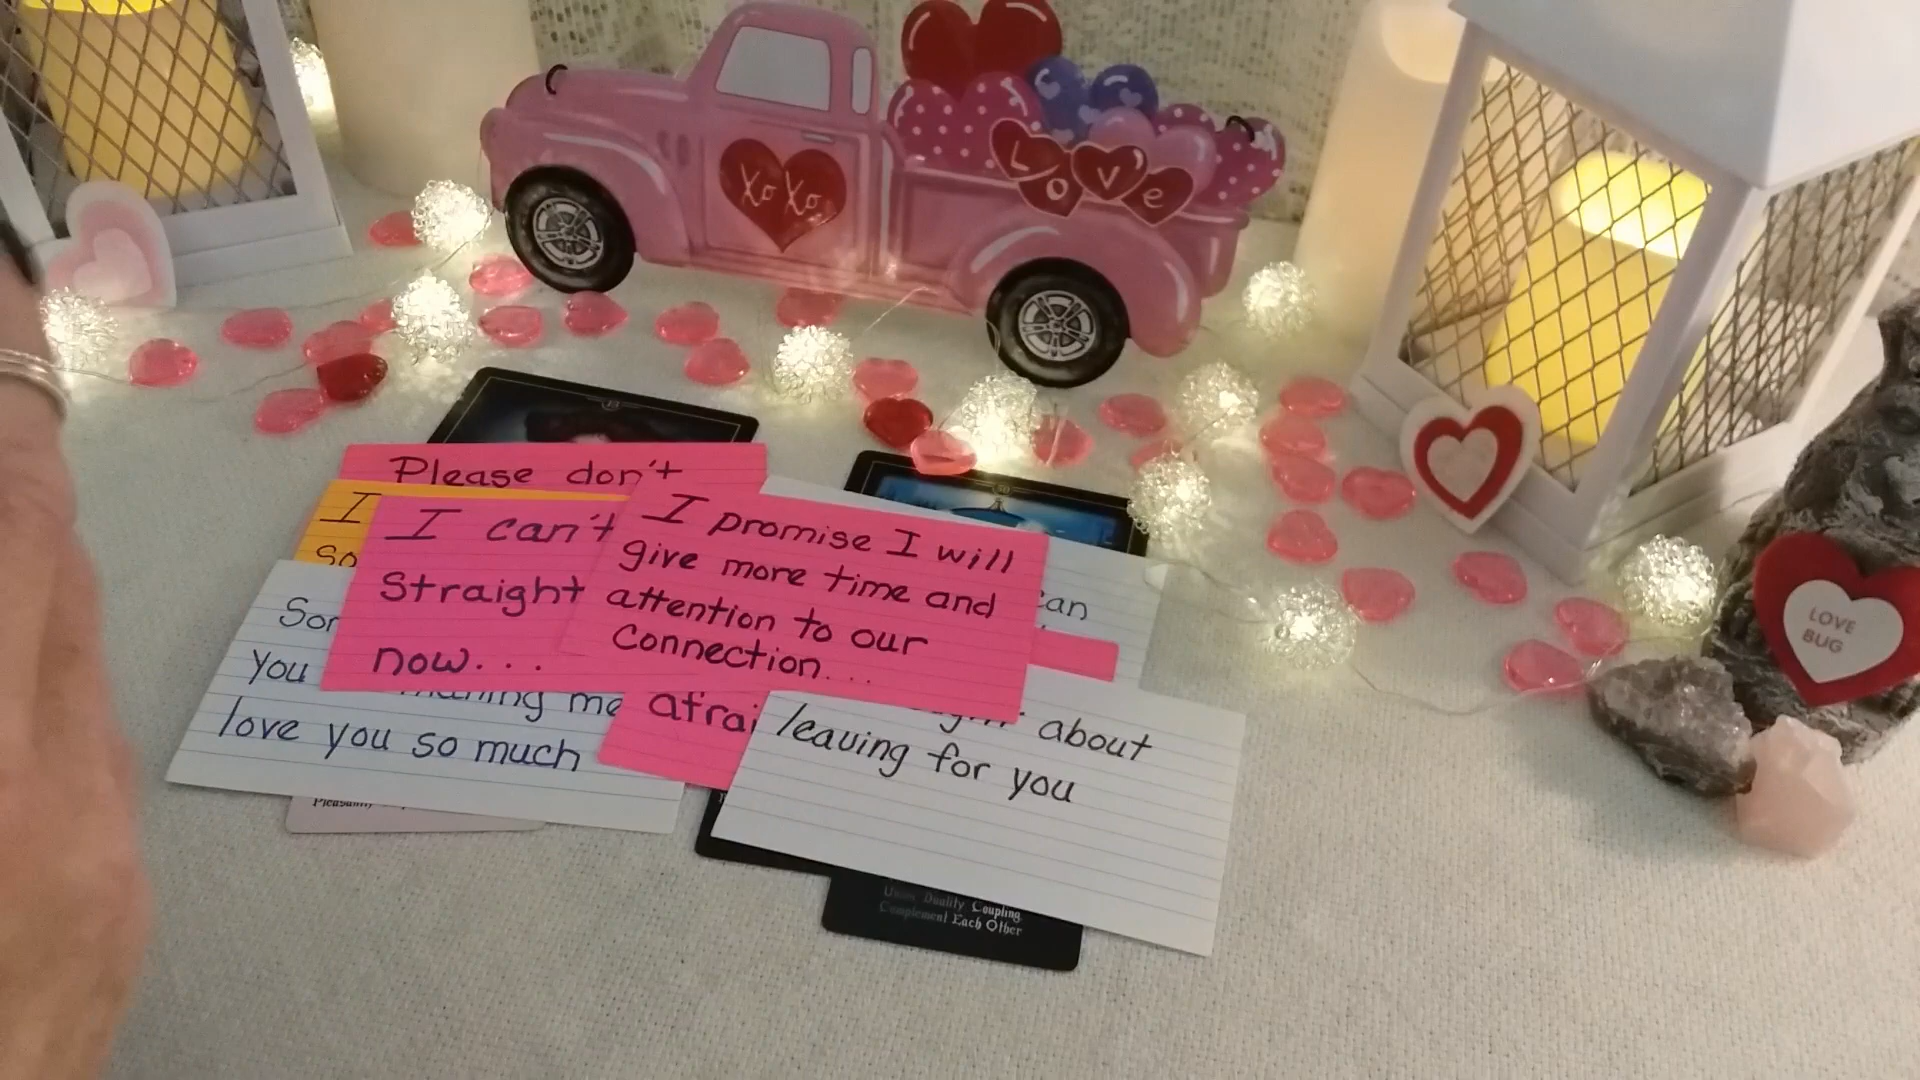 XoXo
Love
Please don't
I
so
I can't
Straight
now...
I promise I will
give more time and
attention to our
connection...
can
you
me
love you so much
about
leaving for you
Union Duality Coupling
Complement Each Other
LOVE
BUG